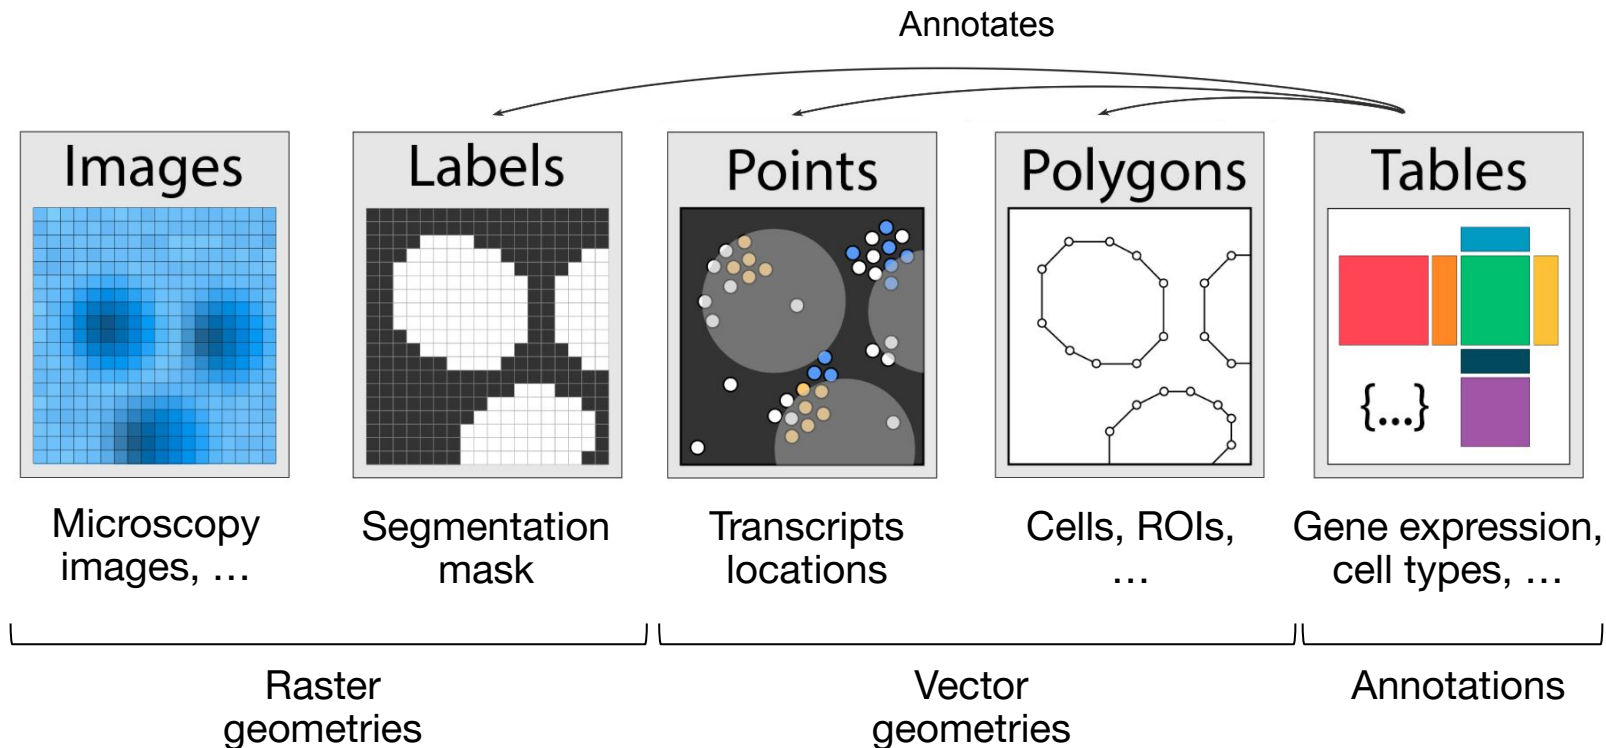 Annotates
Images
Labels
Points
Polygons
Tables
{...}
Microscopy
images, …
Segmentation
mask
Transcripts
locations
Cells, ROIs,
…
Gene expression,
cell types, …
Raster
geometries
Vector
geometries
Annotations